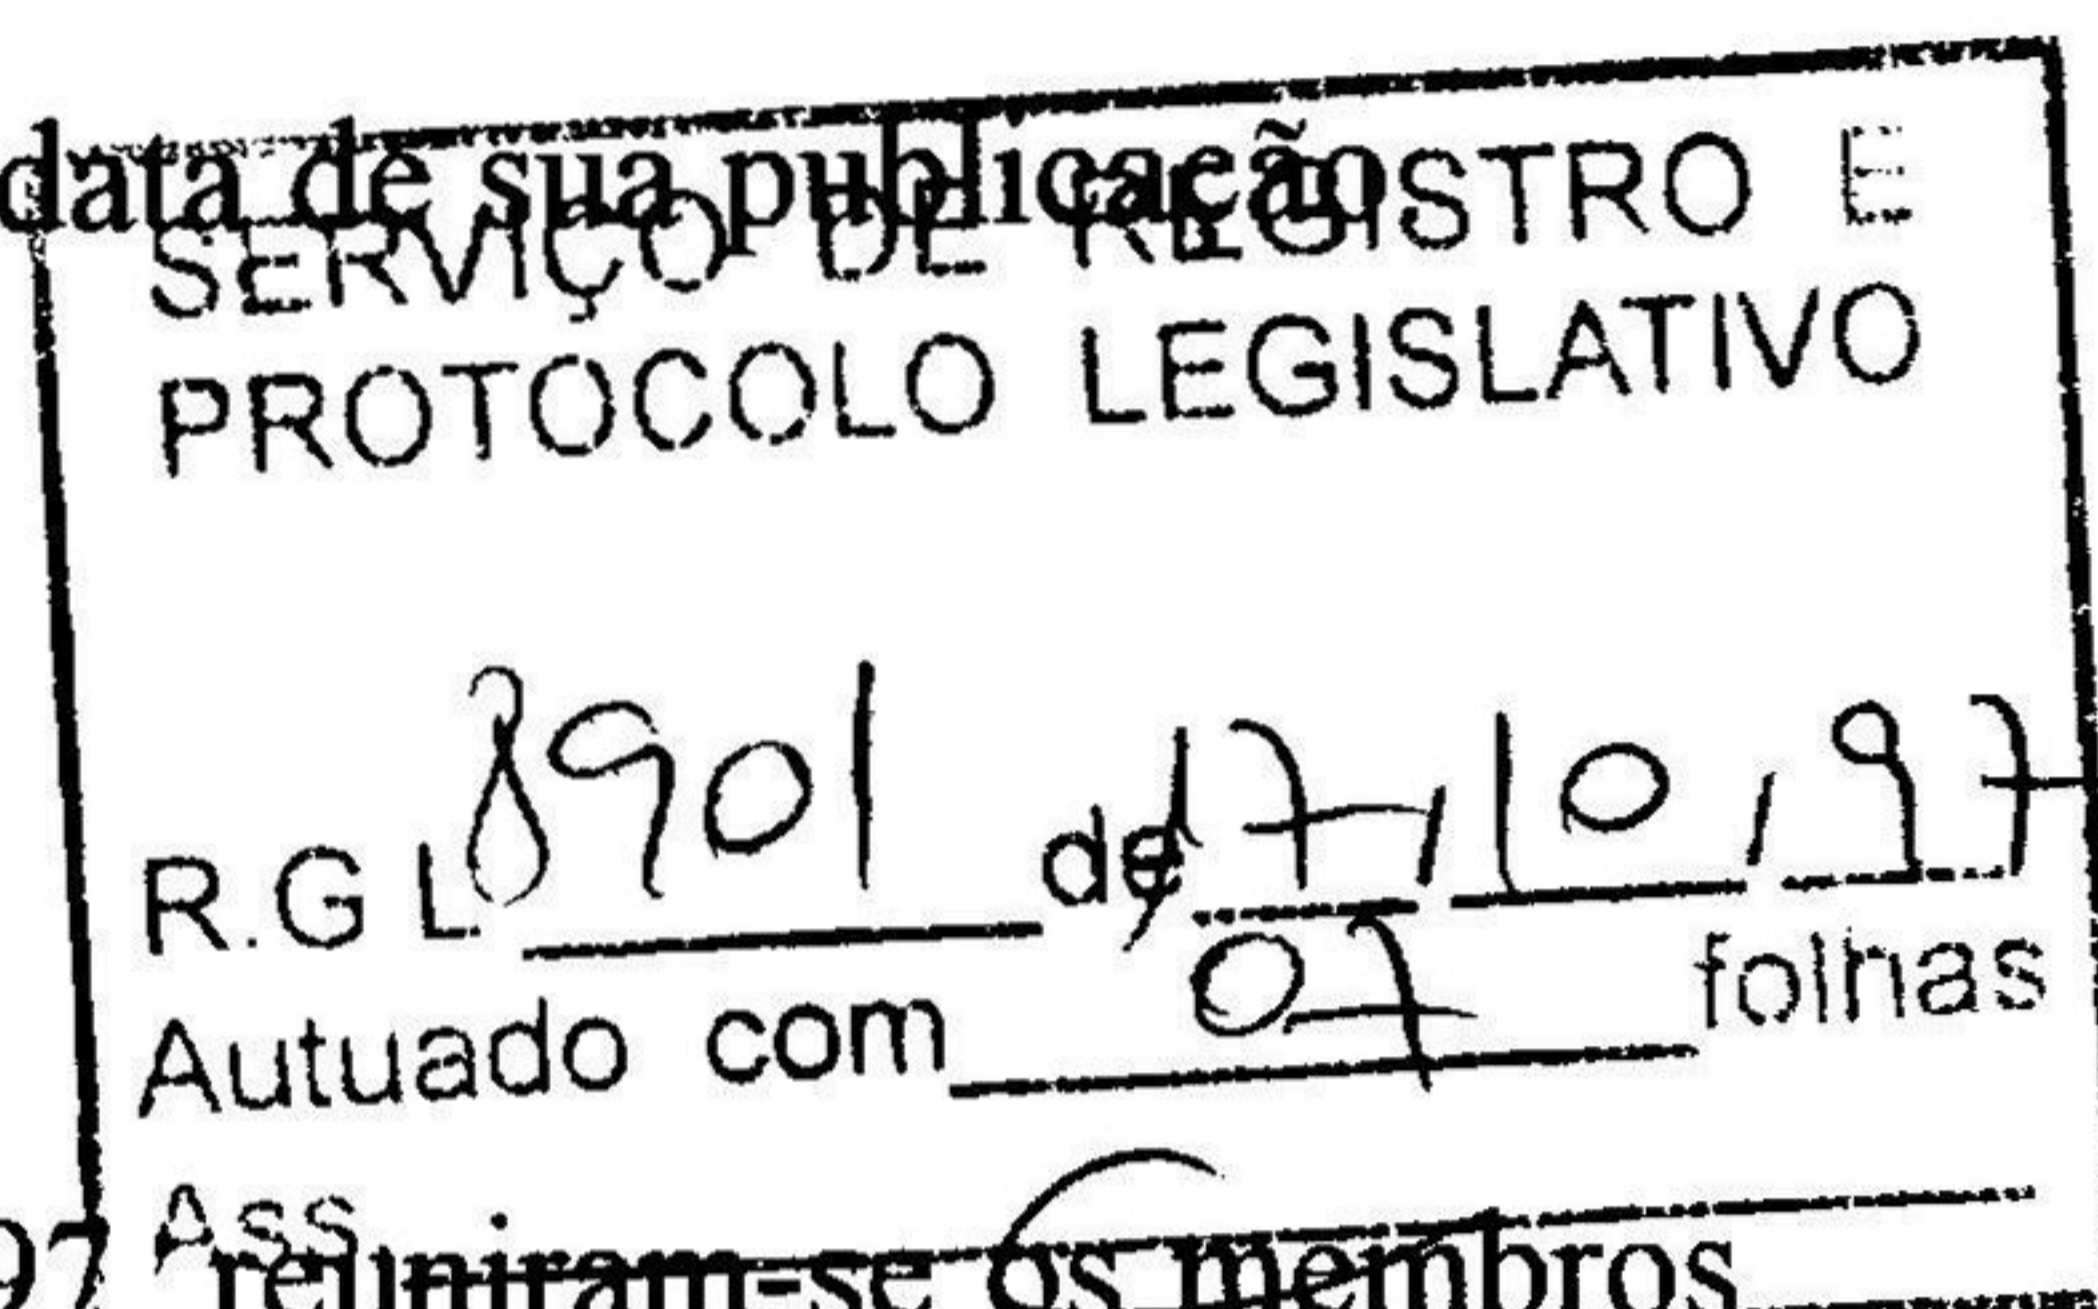 data de sua publicação
SERVIÇO DE REGISTRO E
PROTOCOLO LEGISLATIVO
R.G L. 8901 de 17/10/97
Autuado com 07 folhas
Ass
97, reuniram-se os membros